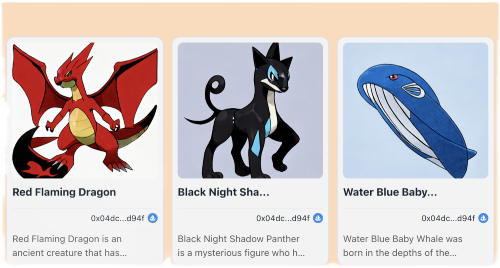 Red Flaming Dragon
0x04dc...d94f
Red Flaming Dragon is an
ancient creature that has...
Black Night Sha...
0x04dc...d94f
Black Night Shadow Panther
is a mysterious figure who h...
Water Blue Baby...
0x04dc...d94f
Water Blue Baby Whale was
born in the depths of the...